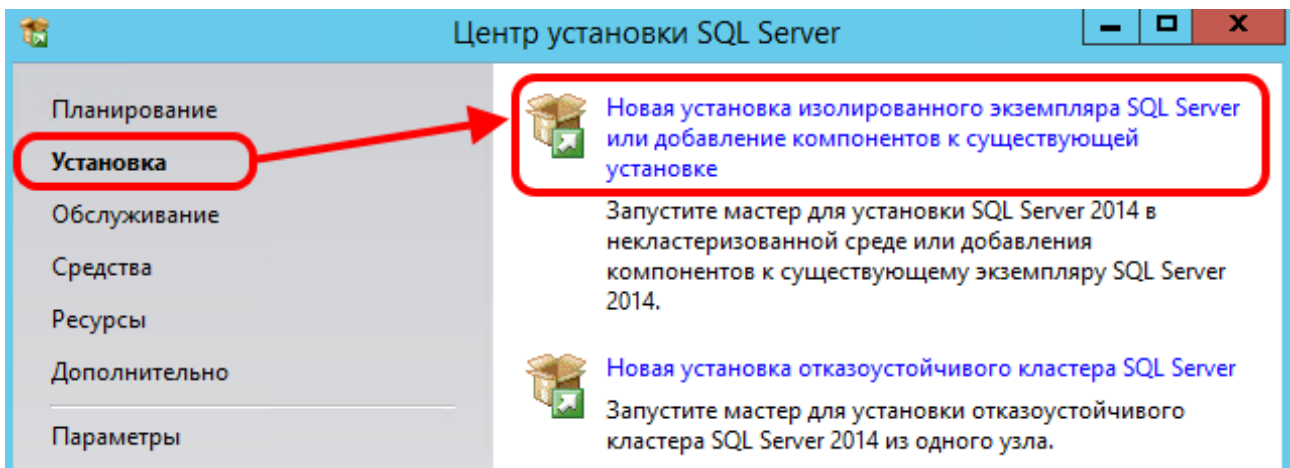 Центр установки SQL Server
Планирование
Установка
Обслуживание
Средства
Ресурсы
Дополнительно
Параметры
Новая установка изолированного экземпляра SQL Server
или добавление компонентов к существующей
установке
Запустите мастер для установки SQL Server 2014 в
некластеризованной среде или добавления
компонентов к существующему экземпляру SQL Server
2014.
Новая установка отказоустойчивого кластера SQL Server
Запустите мастер для установки отказоустойчивого
кластера SQL Server 2014 из одного узла.